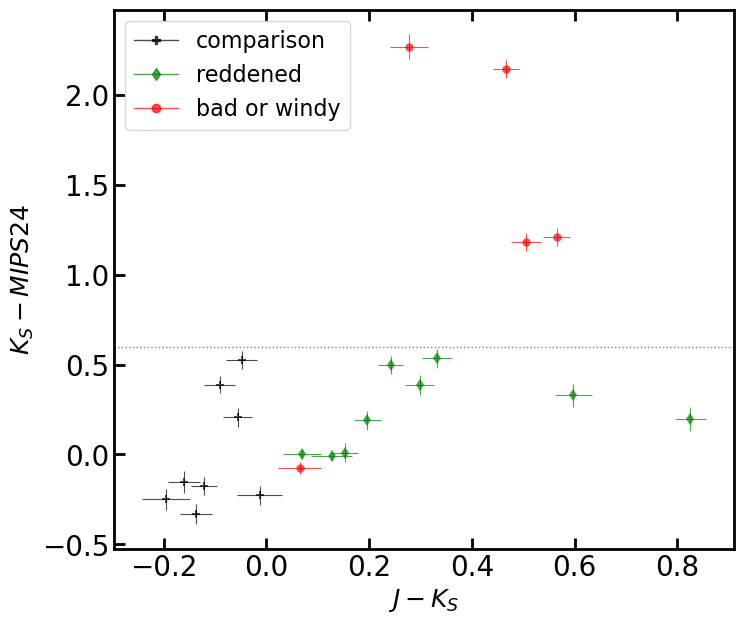 comparison
reddened
bad or windy
2.0
1.5
1.0
0.5
0.0
−0.5
K_S − MIPS24
−0.2 0.0 0.2 0.4 0.6 0.8
J − K_S